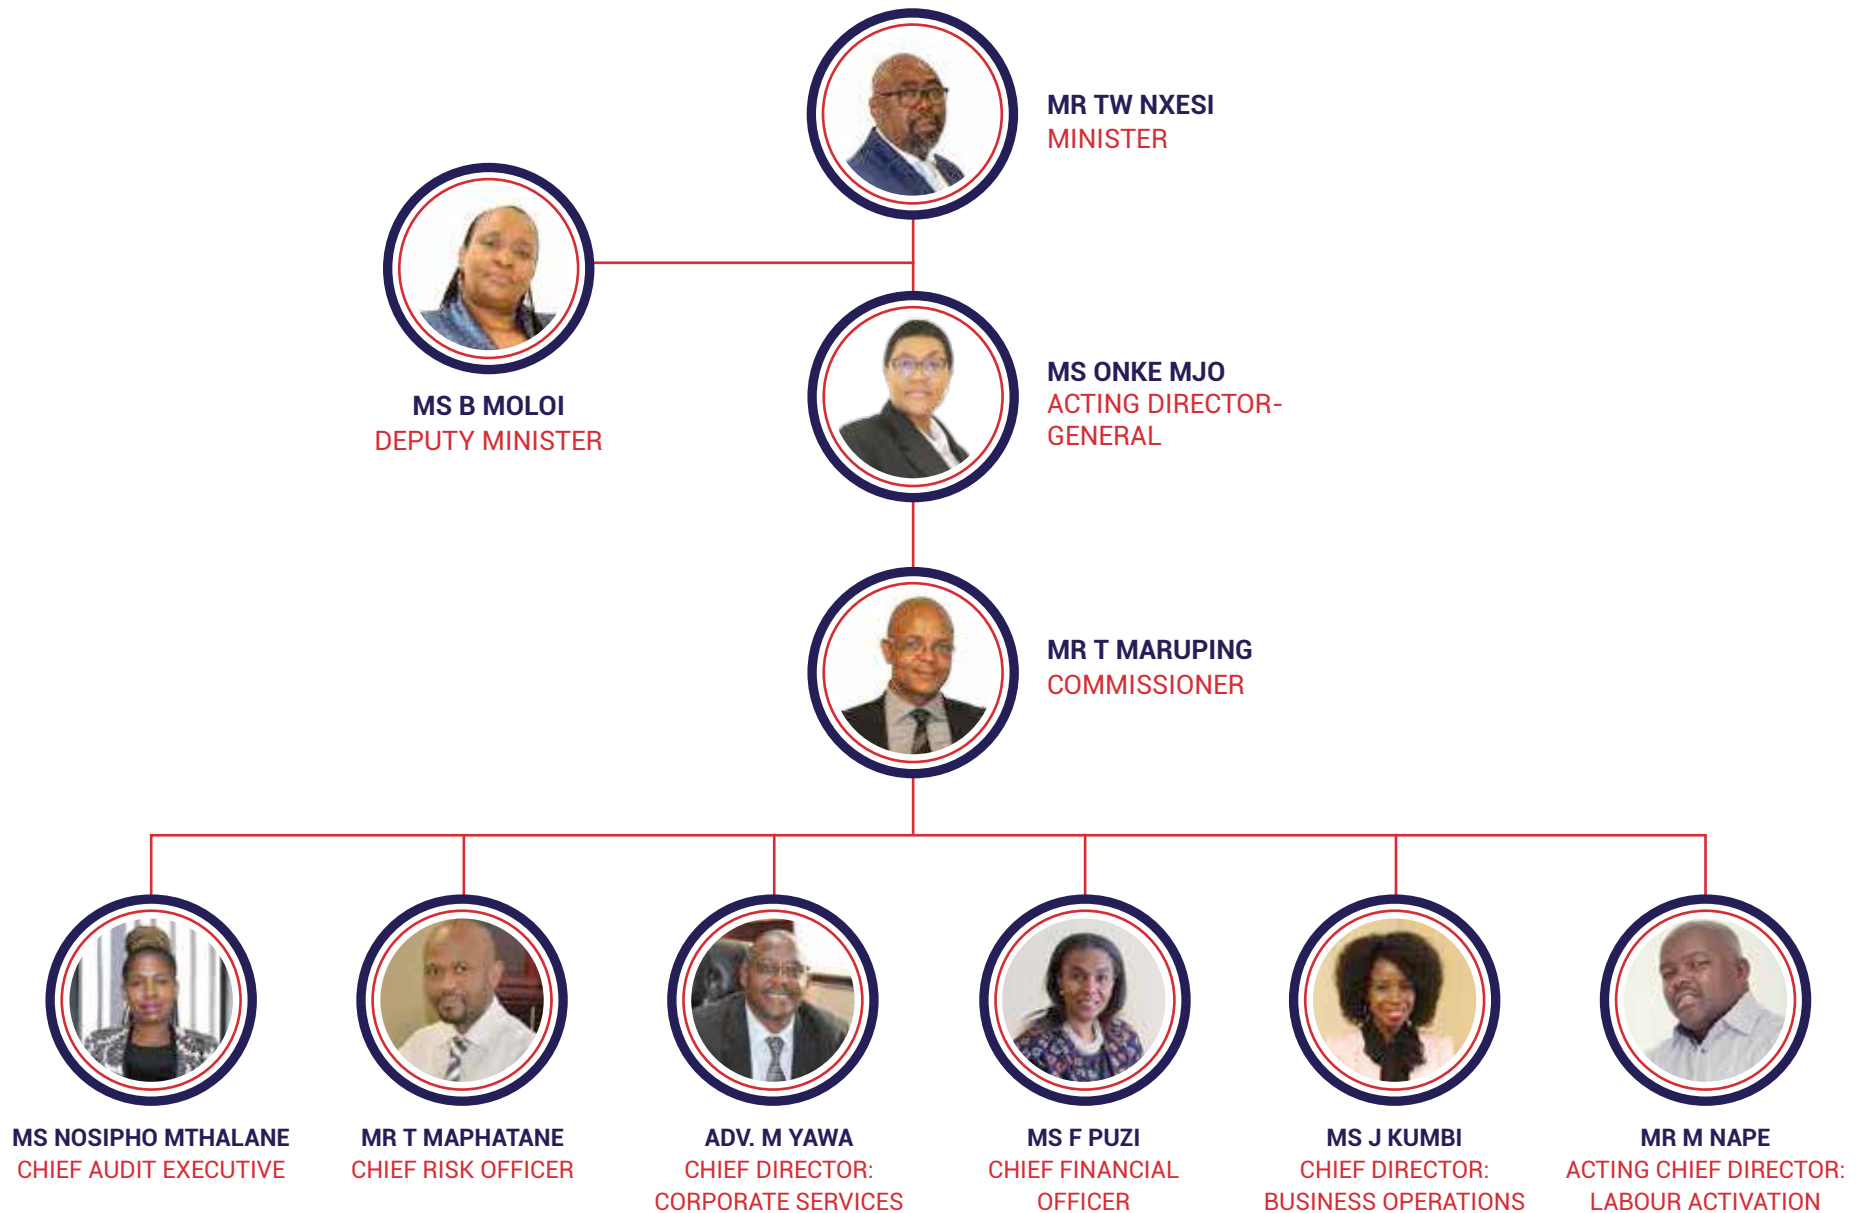 MR TW NXESI
MINISTER
MS B MOLOI
DEPUTY MINISTER
MS ONKE MJO
ACTING DIRECTOR-
GENERAL
MR T MARUPING
COMMISSIONER
MS NOSIPHO MTHALANE
CHIEF AUDIT EXECUTIVE
MR T MAPHATANE
CHIEF RISK OFFICER
ADV. M YAWA
CHIEF DIRECTOR:
CORPORATE SERVICES
MS F PUZI
CHIEF FINANCIAL
OFFICER
MS J KUMBI
CHIEF DIRECTOR:
BUSINESS OPERATIONS
MR M NAPE
ACTING CHIEF DIRECTOR:
LABOUR ACTIVATION